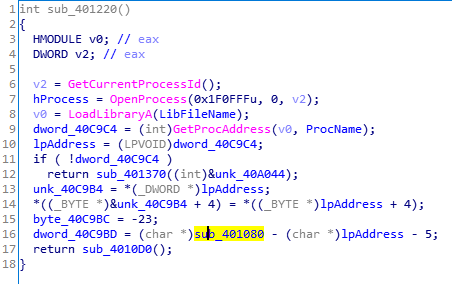 1 int sub_401220()
2 {
3 HMODULE v0; // eax
4 DWORD v2; // eax
5
6 v2 = GetCurrentProcessId();
7 hProcess = OpenProcess(0x1F0FFFu, 0, v2);
8 v0 = LoadLibraryA(LibFileName);
9 dword_40C9C4 = (int)GetProcAddress(v0, ProcName);
10 lpAddress = (LPVOID)dword_40C9C4;
11 if ( !dword_40C9C4 )
12 return sub_401370((int)&unk_40A044);
13 unk_40C9B4 = *(_DWORD *)lpAddress;
14 *((_BYTE *)&unk_40C9B4 + 4) = *((_BYTE *)lpAddress + 4);
15 byte_40C9BC = -23;
16 dword_40C9BD = (char *)sub_401080 - (char *)lpAddress - 5;
17 return sub_4010D0();
18 }